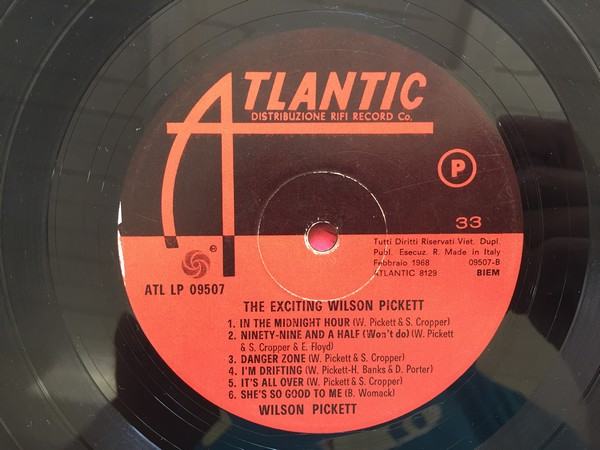 ATLANTIC
DISTRIBUZIONE RIFI RECORD Co.
P
33
Tutti Diritti Riservati Viet. Dupl.
Publ. Esecuz. R. Made in Italy
Febbraio 1968 09507-B
ATLANTIC 8129 BIEM
®
ATL LP 09507
THE EXCITING WILSON PICKETT
1. IN THE MIDNIGHT HOUR (W. Pickett & S. Cropper)
2. NINETY-NINE AND A HALF (Won't do) (W. Pickett
& S. Cropper & E. Floyd)
3. DANGER ZONE (W. Pickett & S. Cropper)
4. I'M DRIFTING (W. Pickett-H. Banks & D. Porter)
5. IT'S ALL OVER (W. Pickett & S. Cropper)
6. SHE'S SO GOOD TO ME (B. Womack)
WILSON PICKETT